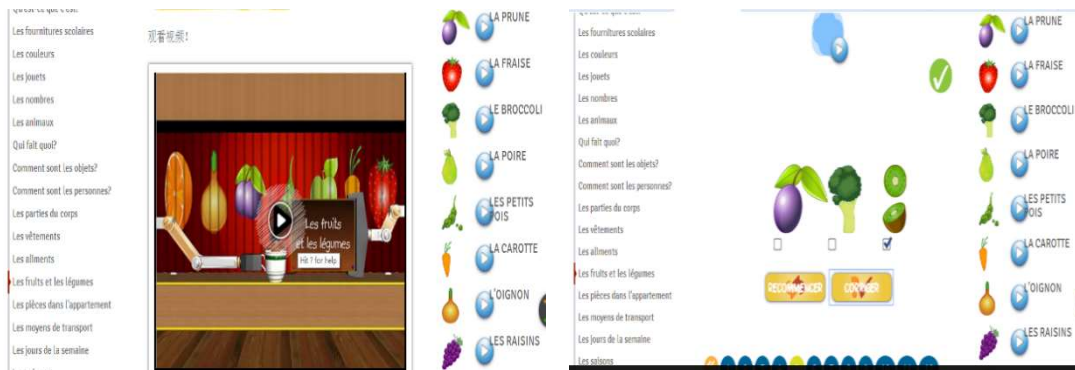 Les fournitures scolaires
Les couleurs
Les jouets
Les nombres
Les animaux
Qui fait quoi?
Comment sont les objets?
Comment sont les personnes?
Les parties du corps
Les vêtements
Les aliments
Les fruits et les légumes
Les pièces dans l'appartement
Les moyens de transport
Les jours de la semaine
观看视频!
Les fruits
et les légumes
Hit ? for help
LA PRUNE
LA FRAISE
LE BROCCOLI
LA POIRE
LES PETITS
POIS
LA CAROTTE
L'OIGNON
LES RAISINS
Les fournitures scolaires
Les couleurs
Les jouets
Les nombres
Les animaux
Qui fait quoi?
Comment sont les objets?
Comment sont les personnes?
Les parties du corps
Les vêtements
Les aliments
Les fruits et les légumes
Les pièces dans l'appartement
Les moyens de transport
Les jours de la semaine
Les saisons
RECOMMENCER
CORRIGER
LA PRUNE
LA FRAISE
LE BROCCOLI
LA POIRE
LES PETITS
POIS
LA CAROTTE
L'OIGNON
LES RAISINS